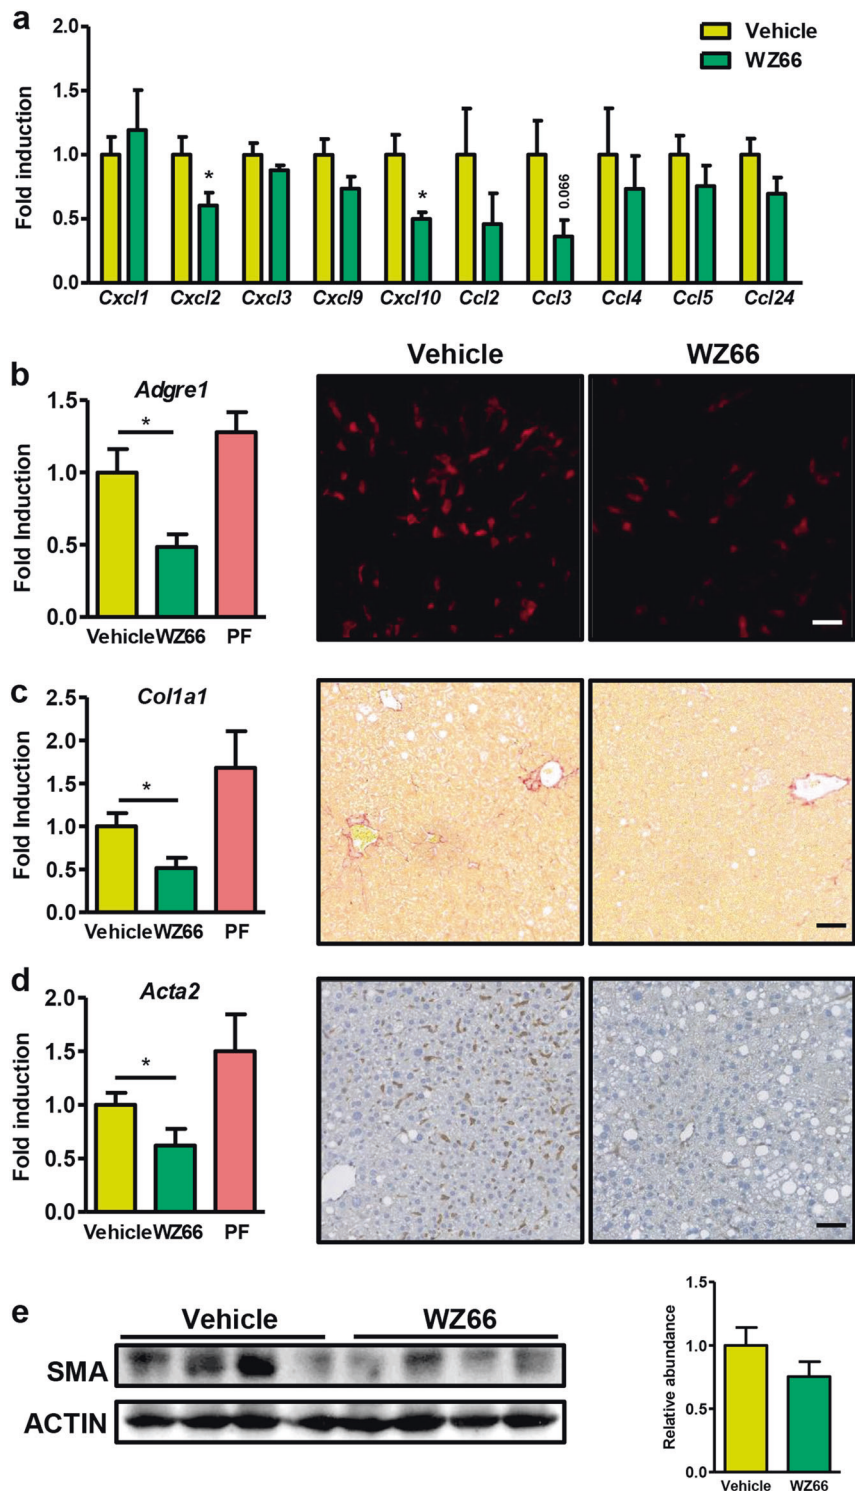 a
Fold induction
2.0
1.5
1.0
0.5
0.0
Vehicle
WZ66
*
*
0.066
Cxcl1 Cxcl2 Cxcl3 Cxcl9 Cxcl10 Ccl2 Ccl3 Ccl4 Ccl5 Ccl24
b
Adgre1
Fold Induction
1.5
1.0
0.5
0.0
*
Vehicle WZ66 PF
Vehicle
WZ66
c
Col1a1
Fold Induction
2.5
2.0
1.5
1.0
0.5
0.0
*
Vehicle WZ66 PF
d
Acta2
Fold induction
2.0
1.5
1.0
0.5
0.0
*
Vehicle WZ66 PF
e
Vehicle
WZ66
SMA
ACTIN
Relative abundance
1.5
1.0
0.5
0.0
Vehicle WZ66